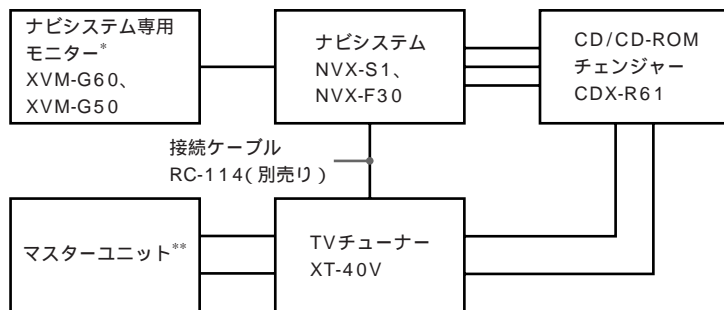 ナビシステム専用
モニター*
XVM-G60、
XVM-G50
ナビシステム
NVX-S1、
NVX-F30
CD/CD-ROM
チェンジャー
CDX-R61
接続ケーブル
RC-114(別売り)
マスターユニット**
TVチューナー
XT-40V